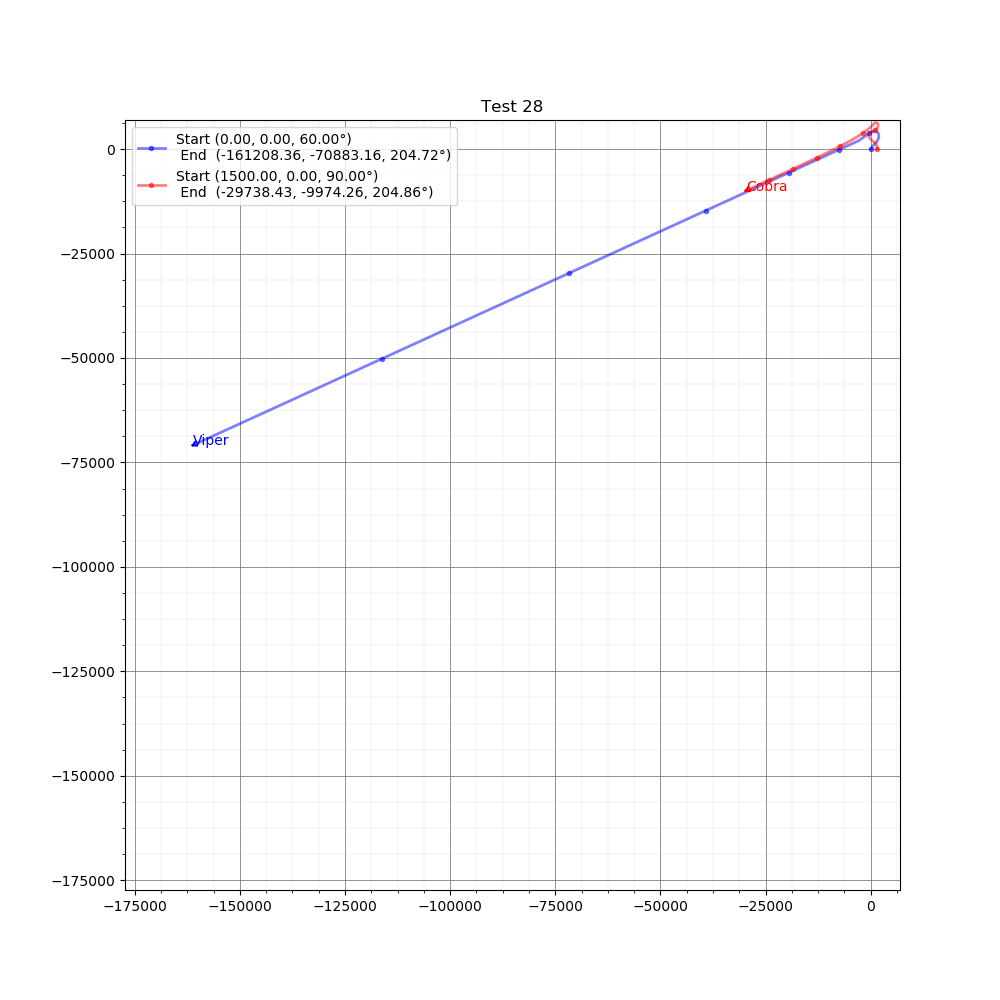 Test 28
Start (0.00, 0.00, 60.00°)
End  (-161208.36, -70883.16, 204.72°)
Start (1500.00, 0.00, 90.00°)
End  (-29738.43, -9974.26, 204.86°)
0
−25000
−50000
−75000
−100000
−125000
−150000
−175000
Cobra
Viper
−175000 −150000 −125000 −100000 −75000 −50000 −25000 0